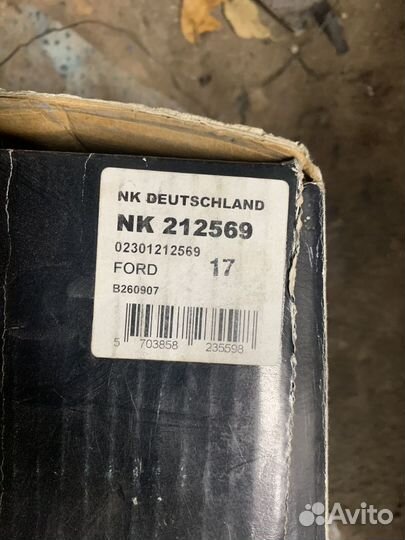 NK DEUTSCHLAND
NK 212569
02301212569
FORD 17
B260907
5 703858 235598
Avito